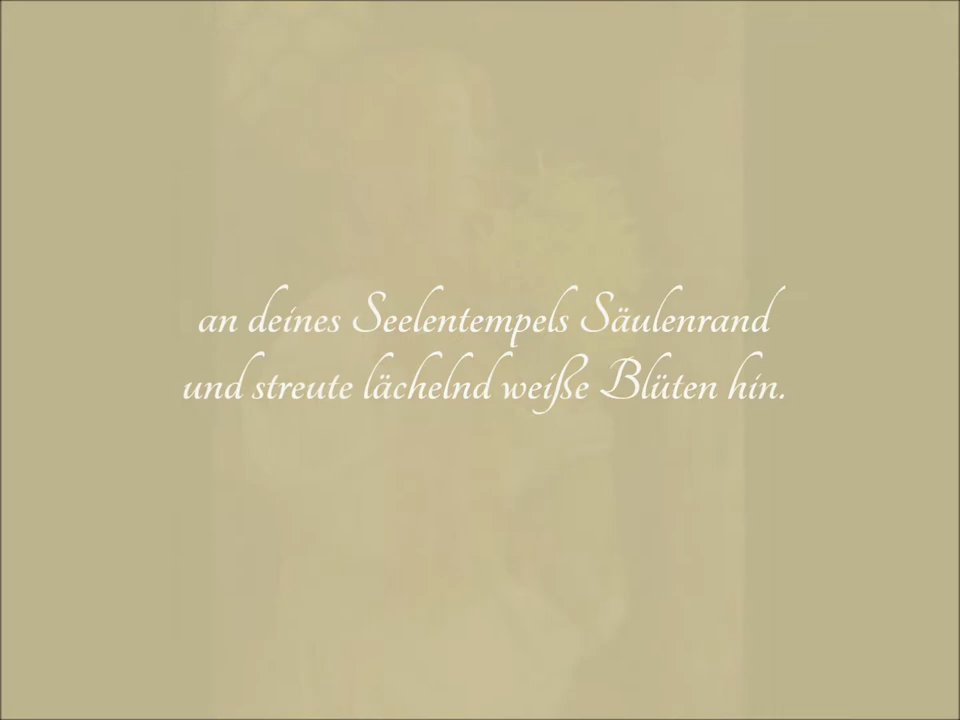 an deines Seelentempels Säulenrand
und streute lächelnd weiße Blüten hin.